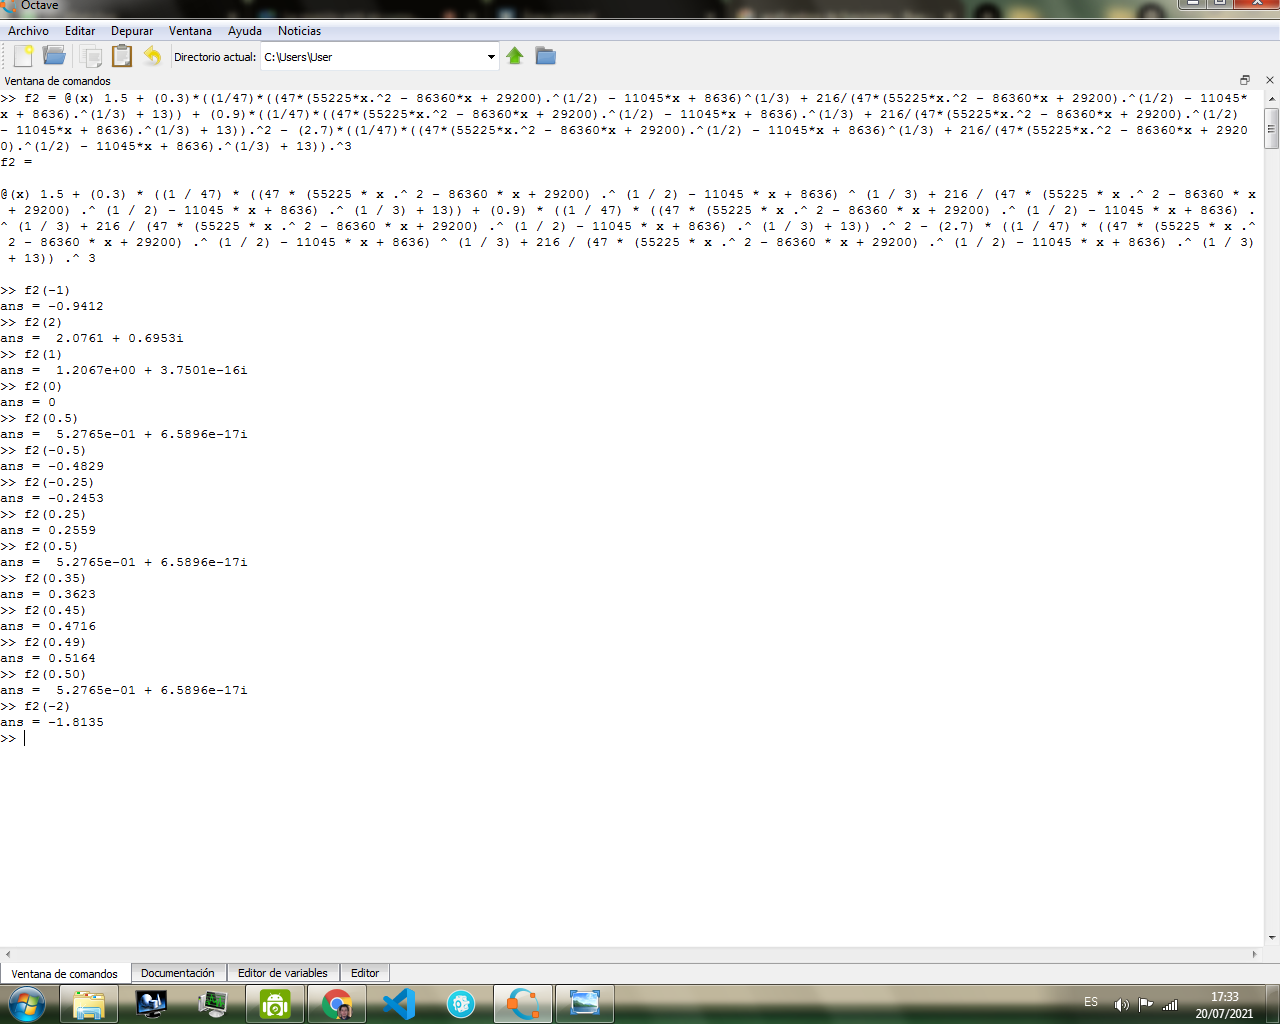 Octave
Archivo Editar Depurar Ventana Ayuda Noticias
Directorio actual: C:\Users\User
Ventana de comandos
>> f2 = @(x) 1.5 + (0.3)*((1/47)*((47*(55225*x.^2 - 86360*x + 29200).^(1/2) - 11045*x + 8636)^(1/3) + 216/(47*(55225*x.^2 - 86360*x + 29200).^(1/2) - 11045*
x + 8636).^(1/3) + 13)) + (0.9)*((1/47)*((47*(55225*x.^2 - 86360*x + 29200).^(1/2) - 11045*x + 8636).^(1/3) + 216/(47*(55225*x.^2 - 86360*x + 29200).^(1/2)
- 11045*x + 8636).^(1/3) + 13)).^2 - (2.7)*((1/47)*((47*(55225*x.^2 - 86360*x + 29200).^(1/2) - 11045*x + 8636)^(1/3) + 216/(47*(55225*x.^2 - 86360*x + 2920
0).^(1/2) - 11045*x + 8636).^(1/3) + 13)).^3
f2 =
@(x) 1.5 + (0.3) * ((1 / 47) * ((47 * (55225 * x .^ 2 - 86360 * x + 29200) .^ (1 / 2) - 11045 * x + 8636) ^ (1 / 3) + 216 / (47 * (55225 * x .^ 2 - 86360 * x
+ 29200) .^ (1 / 2) - 11045 * x + 8636) .^ (1 / 3) + 13)) + (0.9) * ((1 / 47) * ((47 * (55225 * x .^ 2 - 86360 * x + 29200) .^ (1 / 2) - 11045 * x + 8636) .
^ (1 / 3) + 216 / (47 * (55225 * x .^ 2 - 86360 * x + 29200) .^ (1 / 2) - 11045 * x + 8636) .^ (1 / 3) + 13)) .^ 2 - (2.7) * ((1 / 47) * ((47 * (55225 * x .^
2 - 86360 * x + 29200) .^ (1 / 2) - 11045 * x + 8636) ^ (1 / 3) + 216 / (47 * (55225 * x .^ 2 - 86360 * x + 29200) .^ (1 / 2) - 11045 * x + 8636) .^ (1 / 3)
+ 13)) .^ 3
>> f2(-1)
ans = -0.9412
>> f2(2)
ans = 2.0761 + 0.6953i
>> f2(1)
ans = 1.2067e+00 + 3.7501e-16i
>> f2(0)
ans = 0
>> f2(0.5)
ans = 5.2765e-01 + 6.5896e-17i
>> f2(-0.5)
ans = -0.4829
>> f2(-0.25)
ans = -0.2453
>> f2(0.25)
ans = 0.2559
>> f2(0.5)
ans = 5.2765e-01 + 6.5896e-17i
>> f2(0.35)
ans = 0.3623
>> f2(0.45)
ans = 0.4716
>> f2(0.49)
ans = 0.5164
>> f2(0.50)
ans = 5.2765e-01 + 6.5896e-17i
>> f2(-2)
ans = -1.8135
>>
Ventana de comandos Documentación Editor de variables Editor
ES 17:33
20/07/2021